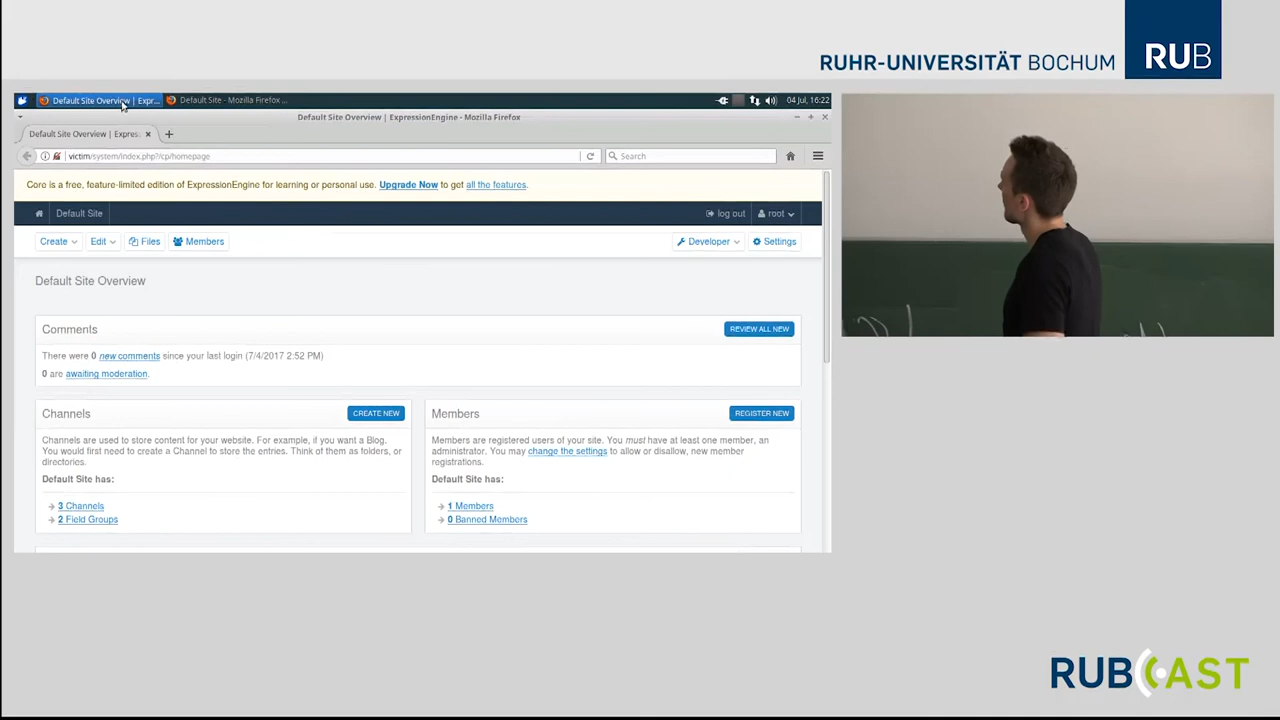 RUHR-UNIVERSITÄT BOCHUM
RUB
Default Site Overview | Expr...
Default Site - Mozilla Firefox ...
04 Jul, 16:22
Default Site Overview | ExpressionEngine - Mozilla Firefox
Default Site Overview | Express
victim/system/index.php?/cp/homepage
Search
Core is a free, feature-limited edition of ExpressionEngine for learning or personal use. Upgrade Now to get all the features.
Default Site
log out
root
Create
Edit
Files
Members
Developer
Settings
Default Site Overview
Comments
REVIEW ALL NEW
There were 0 new comments since your last login (7/4/2017 2:52 PM)
0 are awaiting moderation.
Channels
CREATE NEW
Channels are used to store content for your website. For example, if you want a Blog.
You would first need to create a Channel to store the entries. Think of them as folders, or
directories.
Default Site has:
3 Channels
2 Field Groups
Members
REGISTER NEW
Members are registered users of your site. You must have at least one member, an
administrator. You may change the settings to allow or disallow, new member
registrations.
Default Site has:
1 Members
0 Banned Members
RUBCAST